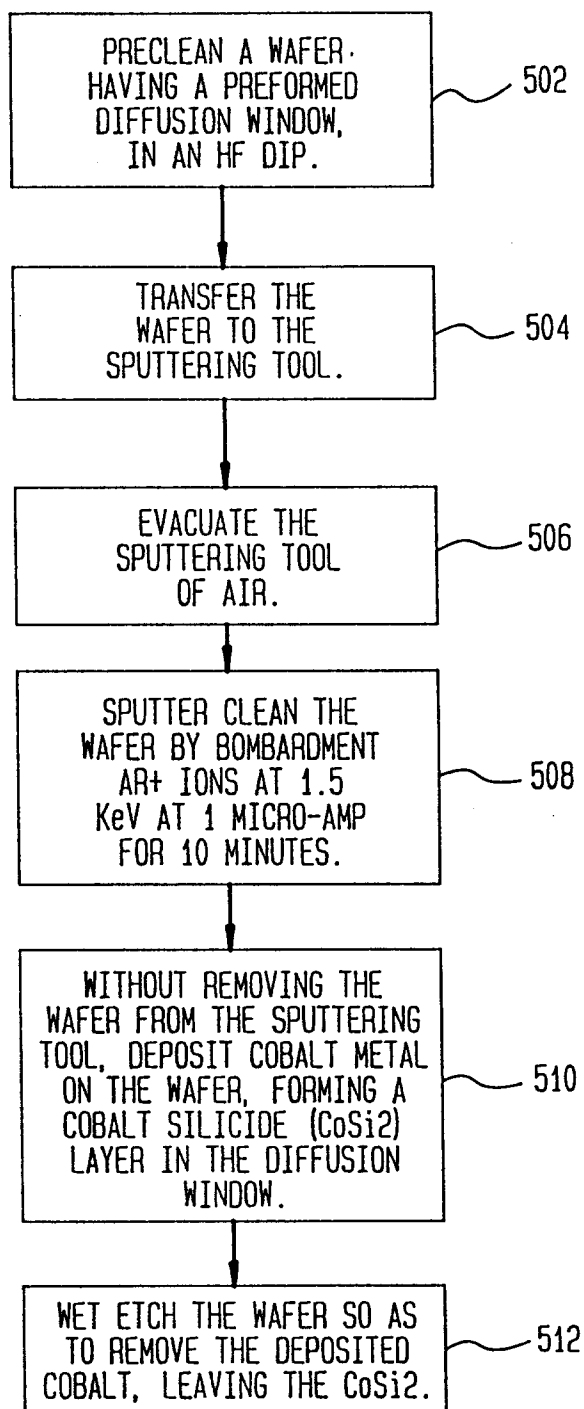 PRECLEAN A WAFER
HAVING A PREFORMED
DIFFUSION WINDOW,
IN AN HF DIP.
502
TRANSFER THE
WAFER TO THE
SPUTTERING TOOL.
504
EVACUATE THE
SPUTTERING TOOL
OF AIR.
506
SPUTTER CLEAN THE
WAFER BY BOMBARDMENT
AR+ IONS AT 1.5
KeV AT 1 MICRO-AMP
FOR 10 MINUTES.
508
WITHOUT REMOVING THE
WAFER FROM THE SPUTTERING
TOOL, DEPOSIT COBALT METAL
ON THE WAFER, FORMING A
COBALT SILICIDE (CoSi2)
LAYER IN THE DIFFUSION
WINDOW.
510
WET ETCH THE WAFER SO AS
TO REMOVE THE DEPOSITED
COBALT, LEAVING THE CoSi2.
512